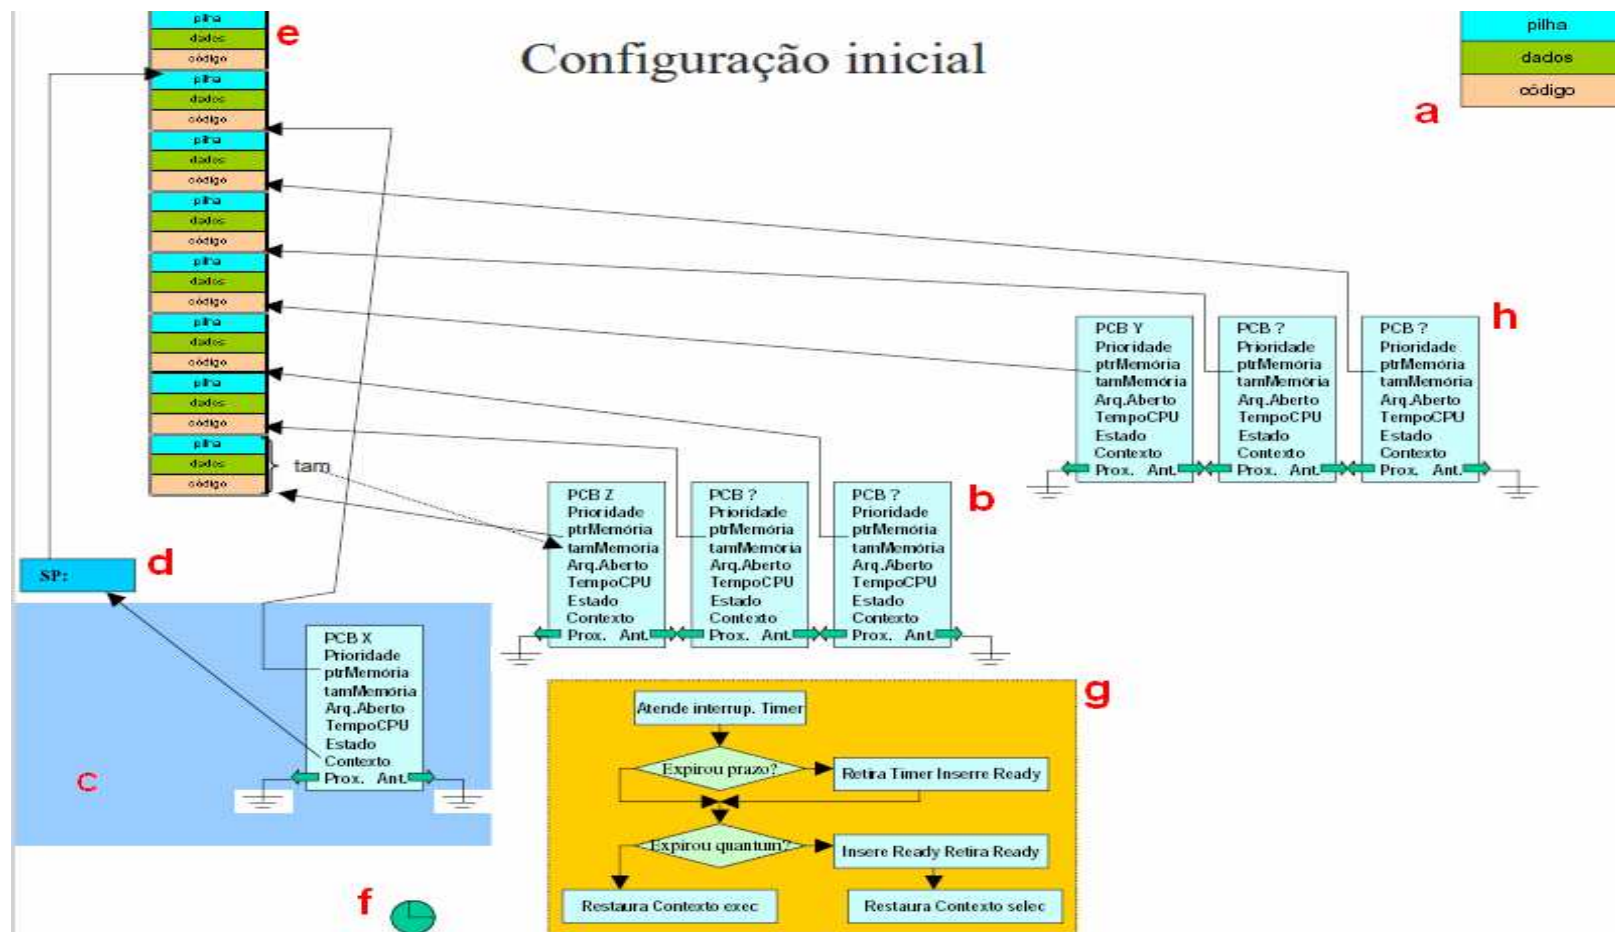 Configuração inicial
pilha
dados
código
e
pilha
dados
código
pilha
dados
código
pilha
dados
código
pilha
dados
código
pilha
dados
código
pilha
dados
código
pilha
dados
código
tam
pilha
dados
código
a
PCB Y
Prioridade
ptrMemória
tamMemória
Arq.Aberto
TempoCPU
Estado
Contexto
Prox. Ant.
PCB ?
Prioridade
ptrMemória
tamMemória
Arq.Aberto
TempoCPU
Estado
Contexto
Prox. Ant.
PCB ?
Prioridade
ptrMemória
tamMemória
Arq.Aberto
TempoCPU
Estado
Contexto
Prox. Ant.
h
PCB Z
Prioridade
ptrMemória
tamMemória
Arq.Aberto
TempoCPU
Estado
Contexto
Prox. Ant.
PCB ?
Prioridade
ptrMemória
tamMemória
Arq.Aberto
TempoCPU
Estado
Contexto
Prox. Ant.
PCB ?
Prioridade
ptrMemória
tamMemória
Arq.Aberto
TempoCPU
Estado
Contexto
Prox. Ant.
b
SP:
d
PCB X
Prioridade
ptrMemória
tamMemória
Arq.Aberto
TempoCPU
Estado
Contexto
Prox. Ant.
c
f
g
Atende interrup. Timer
Expirou prazo?
Retira Timer Inserre Ready
Expirou quantum?
Insere Ready Retira Ready
Restaura Contexto exec
Restaura Contexto selec